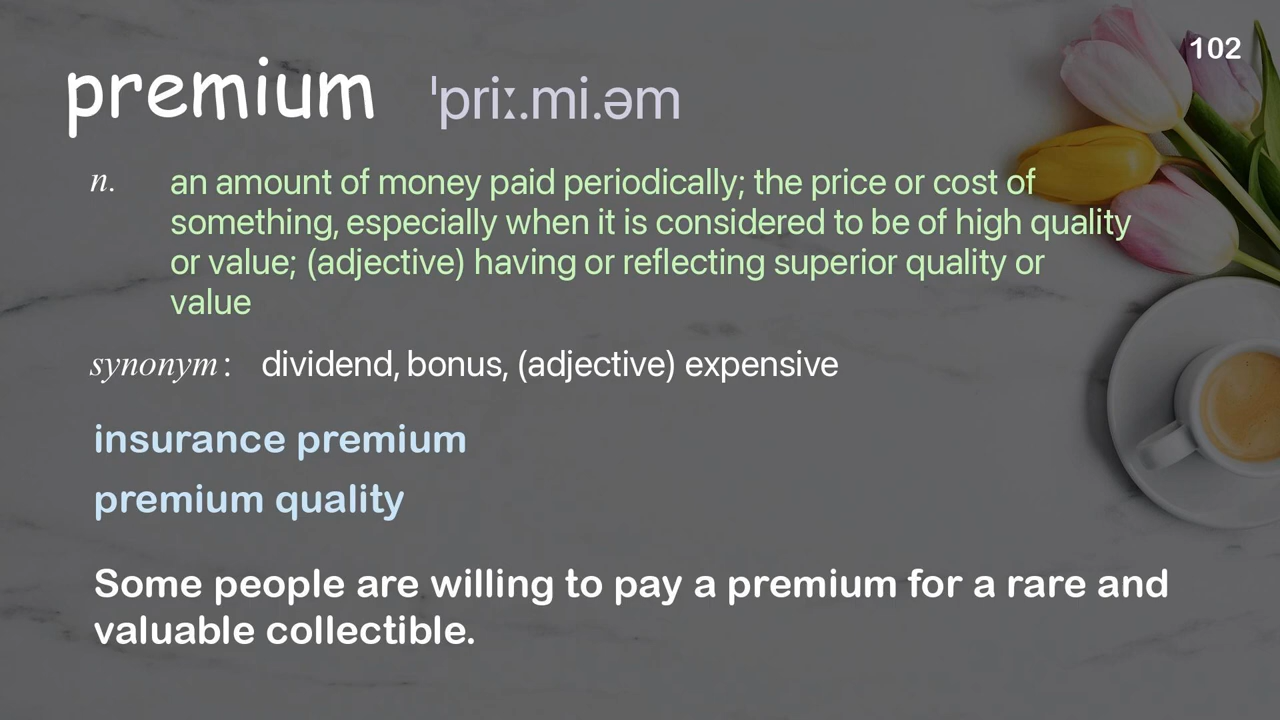 102
premium ˈpriː.mi.əm
n. an amount of money paid periodically; the price or cost of
something, especially when it is considered to be of high quality
or value; (adjective) having or reflecting superior quality or
value
synonym: dividend, bonus, (adjective) expensive
insurance premium
premium quality
Some people are willing to pay a premium for a rare and
valuable collectible.